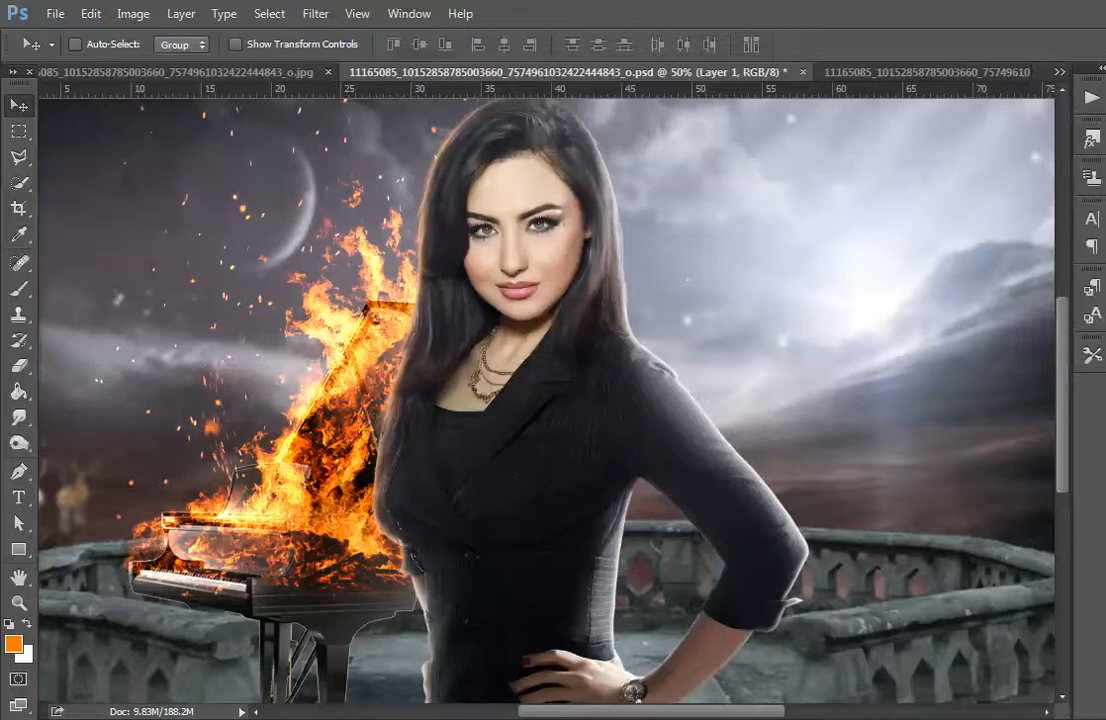 Ps File Edit Image Layer Type Select Filter View Window Help
Auto-Select: Group Show Transform Controls
085_10152858785003660_7574961032422444843_o.jpg × 11165085_10152858785003660_7574961032422444843_o.psd @ 50% (Layer 1, RGB/8) * × 11165085_10152858785003660_75749610
5 10 15 20 25 30 35 40 45 50 55 60 65 70 75
fx
A
T
A
Doc: 9.83M/188.2M